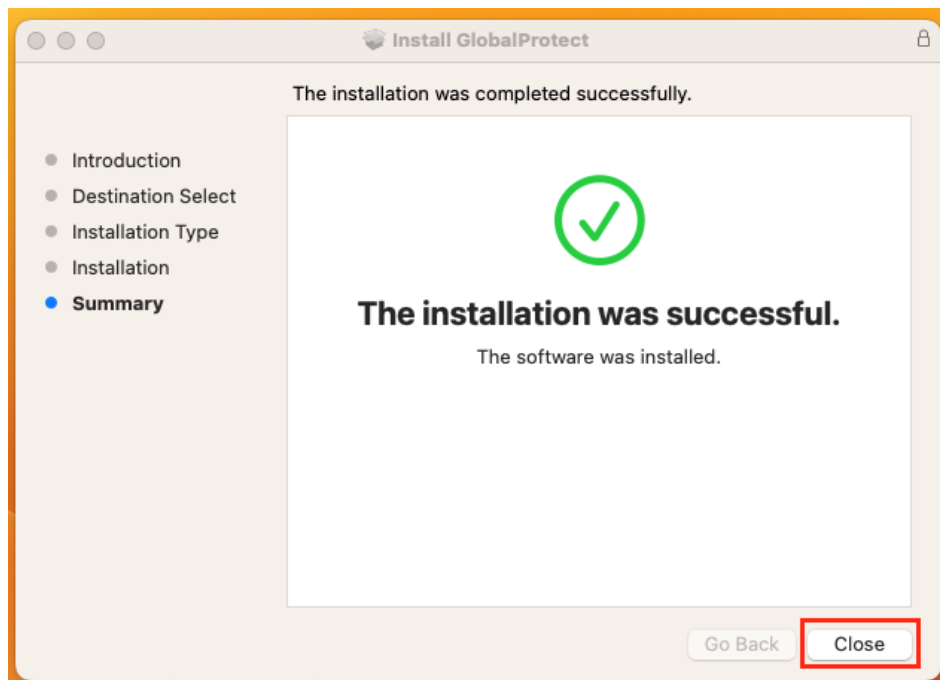 Install GlobalProtect
The installation was completed successfully.
Introduction
Destination Select
Installation Type
Installation
Summary
The installation was successful.
The software was installed.
Go Back
Close